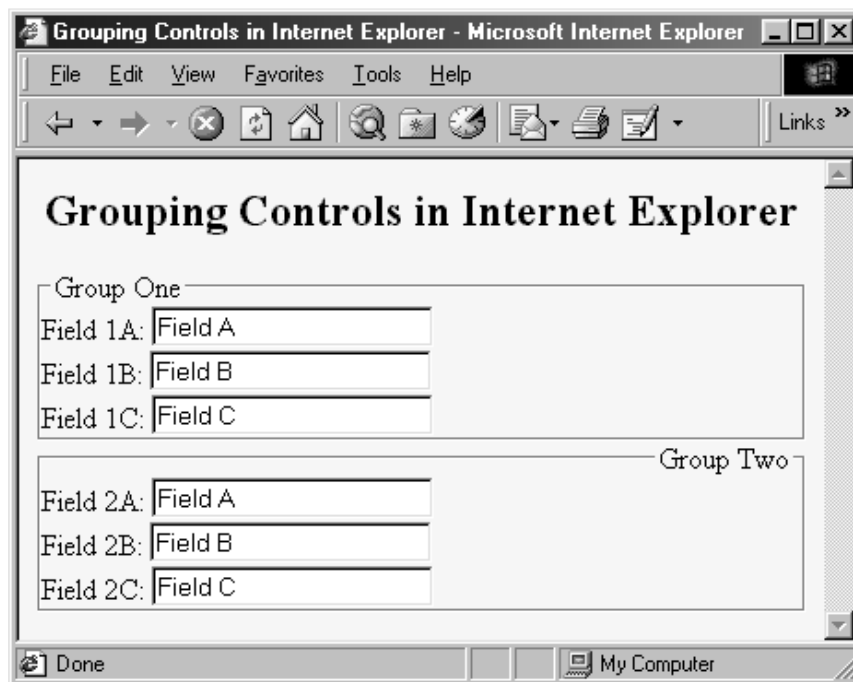 Grouping Controls in Internet Explorer - Microsoft Internet Explorer
File Edit View Favorites Tools Help
Links »
Grouping Controls in Internet Explorer
Group One
Field 1A: Field A
Field 1B: Field B
Field 1C: Field C
Group Two
Field 2A: Field A
Field 2B: Field B
Field 2C: Field C
Done My Computer